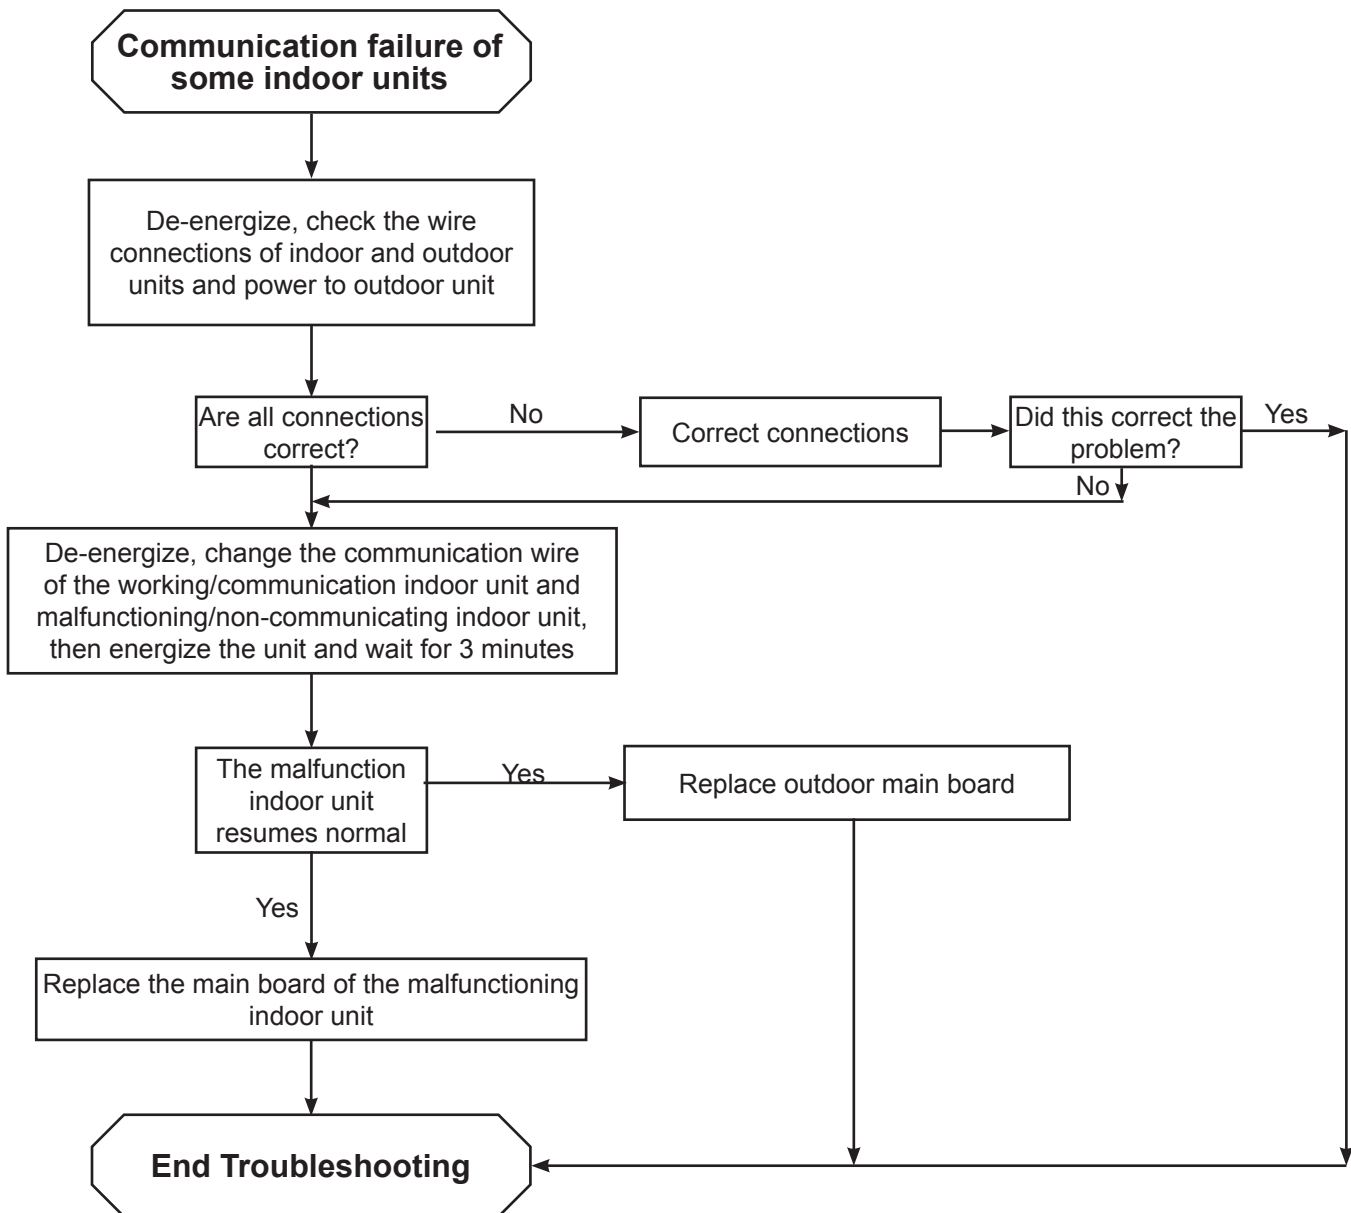 Communication failure of
some indoor units
De-energize, check the wire
connections of indoor and outdoor
units and power to outdoor unit
Are all connections
correct?
No
Correct connections
Did this correct the
problem?
Yes
No
De-energize, change the communication wire
of the working/communication indoor unit and
malfunctioning/non-communicating indoor unit,
then energize the unit and wait for 3 minutes
The malfunction
indoor unit
resumes normal
Yes
Replace outdoor main board
Yes
Replace the main board of the malfunctioning
indoor unit
End Troubleshooting